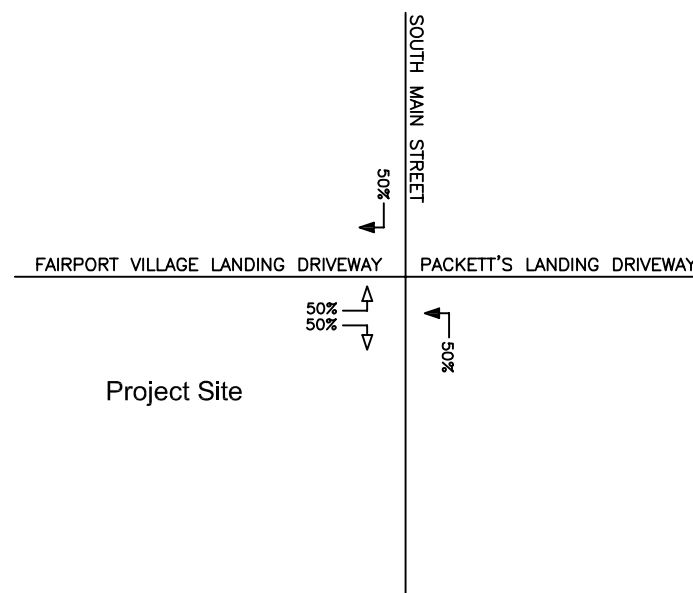 SOUTH MAIN STREET
50%
FAIRPORT VILLAGE LANDING DRIVEWAY
PACKETT'S LANDING DRIVEWAY
50%
50%
50%
Project Site